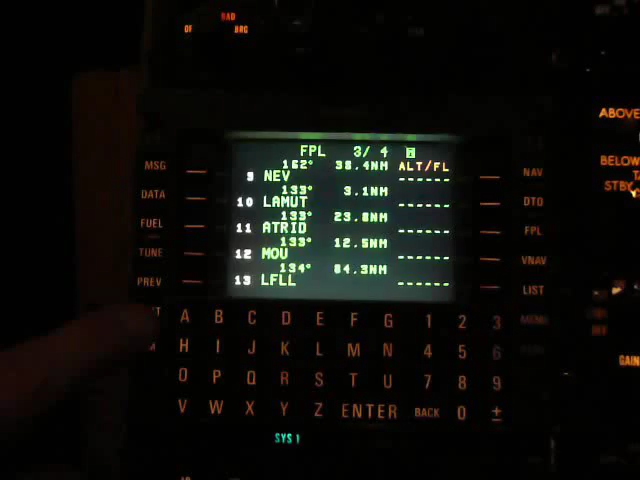 RAD
OF BRG
ABOVE
FPL 3/ 4
162° 38.4NM ALT/FL
MSG 9 NEV ------ NAV
BELOW
133° 3.1NM
STBY
DATA 10 LAMUT ------ DTO
133° 23.8NM
FUEL 11 ATRID ------ FPL
133° 12.5NM
TUNE 12 MOU ------ VNAV
134° 84.3NM
PREV 13 LFLL ------ LIST
A B C D E F G 1 2 3 MENU
H I J K L M N 4 5 6
GAIN
O P Q R S T U 7 8 9
V W X Y Z ENTER BACK 0 ±
SYS 1